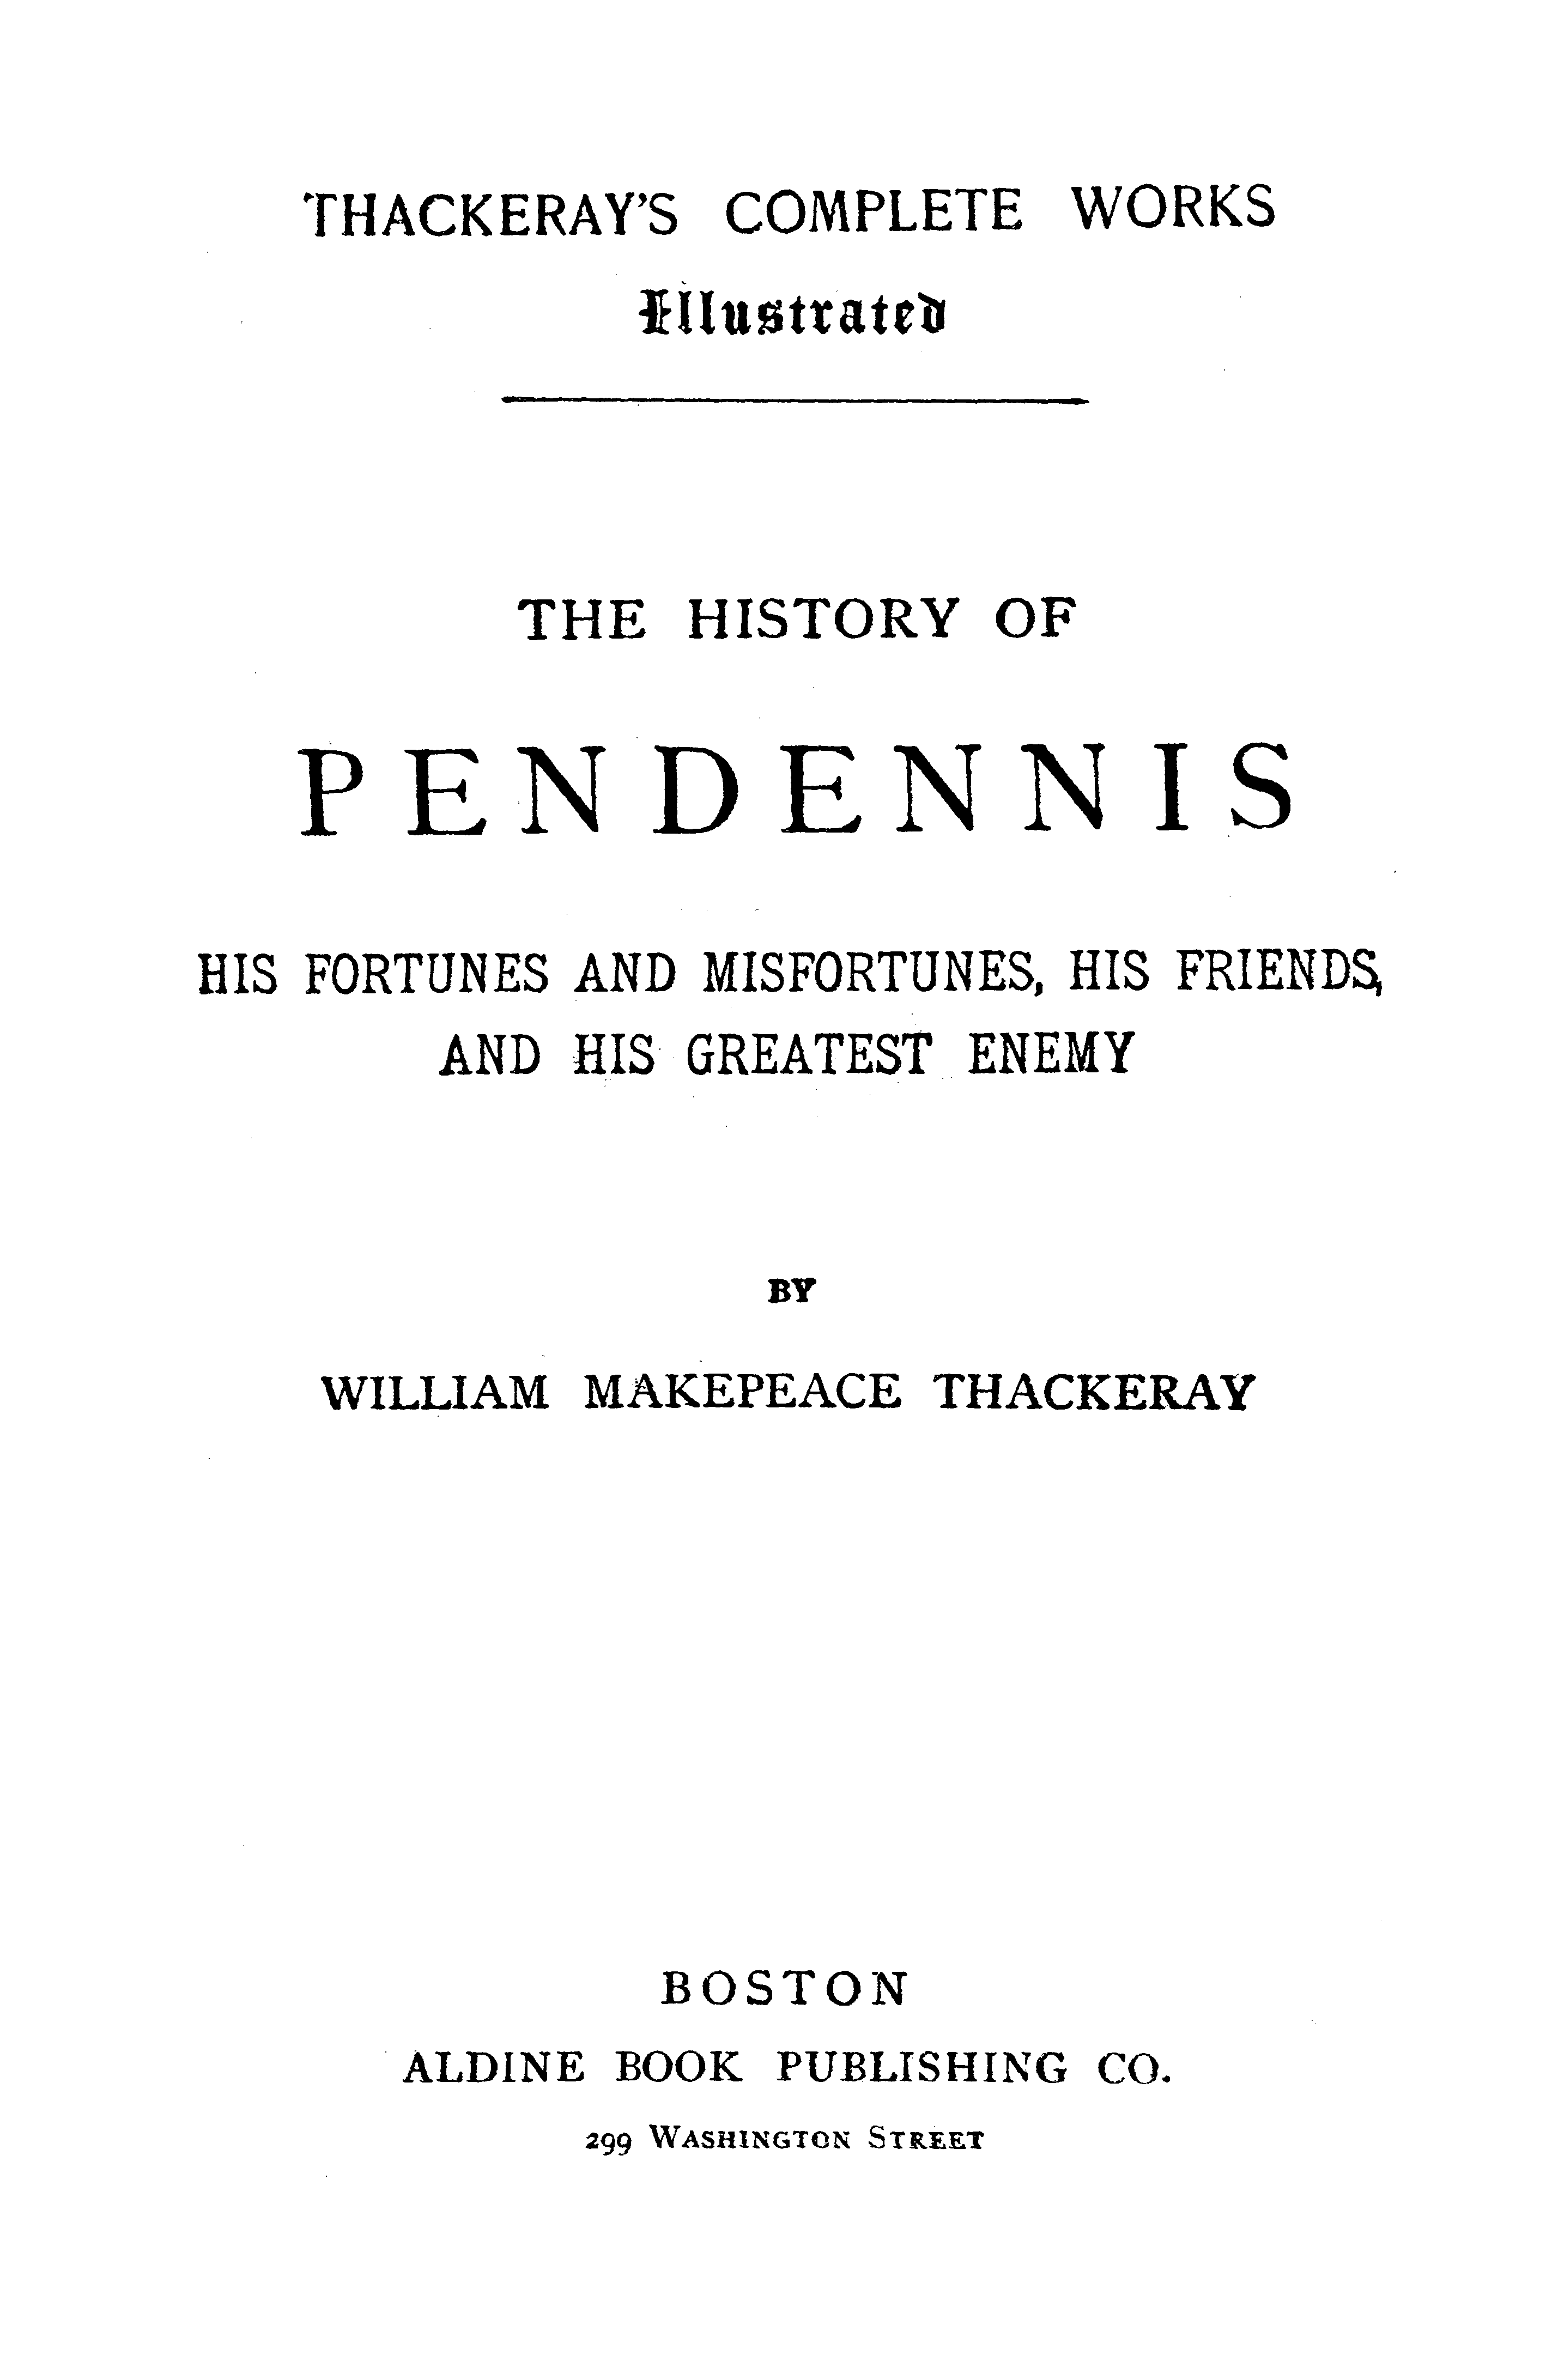 THACKERAY'S COMPLETE WORKS
Illustrated
THE HISTORY OF
PENDENNIS
HIS FORTUNES AND MISFORTUNES, HIS FRIENDS,
AND HIS GREATEST ENEMY
BY
WILLIAM MAKEPEACE THACKERAY
BOSTON
ALDINE BOOK PUBLISHING CO.
299 WASHINGTON STREET